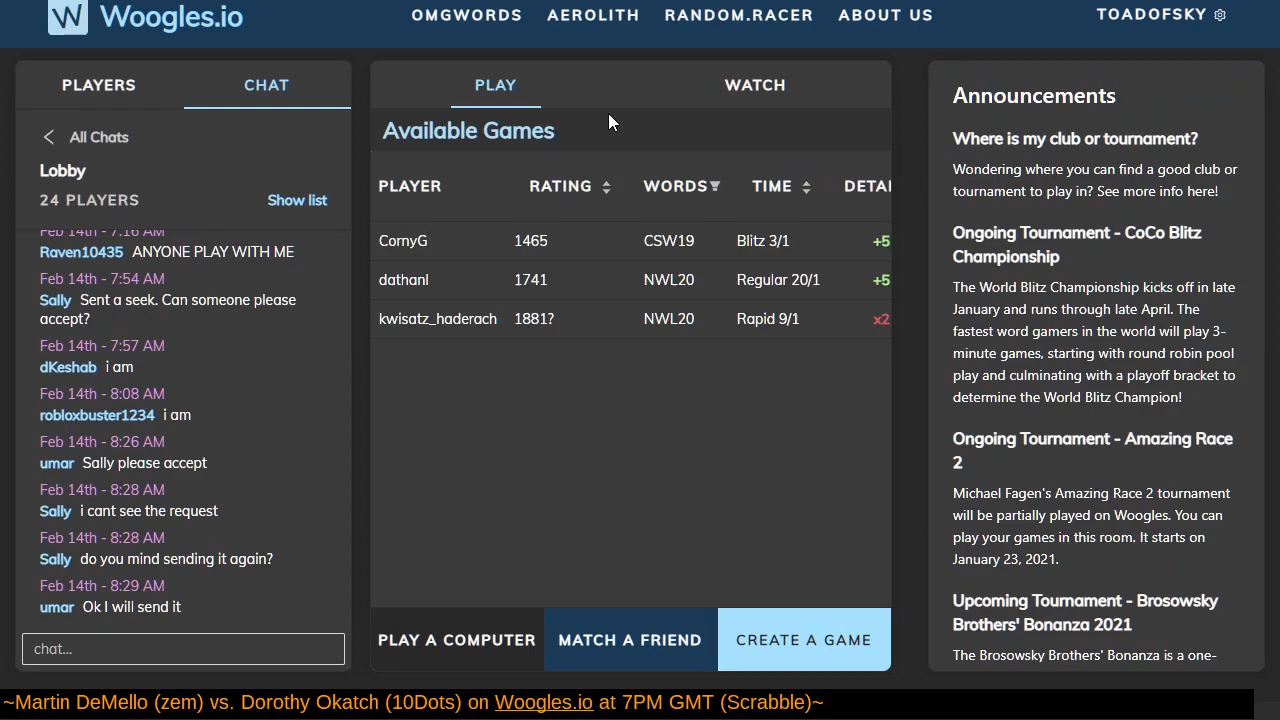 W Woogles.io
OMGWORDS AEROLITH RANDOM.RACER ABOUT US
TOADOFSKY
PLAYERS CHAT
All Chats
Lobby
24 PLAYERS Show list
Feb 14th - 7:16 AM
Raven10435 ANYONE PLAY WITH ME
Feb 14th - 7:54 AM
Sally Sent a seek. Can someone please
accept?
Feb 14th - 7:57 AM
dKeshab i am
Feb 14th - 8:08 AM
robloxbuster1234 i am
Feb 14th - 8:26 AM
umar Sally please accept
Feb 14th - 8:28 AM
Sally i cant see the request
Feb 14th - 8:28 AM
Sally do you mind sending it again?
Feb 14th - 8:29 AM
umar Ok I will send it
chat...
PLAY WATCH
Available Games
PLAYER RATING WORDS TIME DETAI
CornyG 1465 CSW19 Blitz 3/1 +5
dathanl 1741 NWL20 Regular 20/1 +5
kwisatz_haderach 1881? NWL20 Rapid 9/1 x2
PLAY A COMPUTER MATCH A FRIEND CREATE A GAME
Announcements
Where is my club or tournament?
Wondering where you can find a good club or
tournament to play in? See more info here!
Ongoing Tournament - CoCo Blitz
Championship
The World Blitz Championship kicks off in late
January and runs through late April. The
fastest word gamers in the world will play 3-
minute games, starting with round robin pool
play and culminating with a playoff bracket to
determine the World Blitz Champion!
Ongoing Tournament - Amazing Race
2
Michael Fagen's Amazing Race 2 tournament
will be partially played on Woogles. You can
play your games in this room. It starts on
January 23, 2021.
Upcoming Tournament - Brosowsky
Brothers' Bonanza 2021
The Brosowsky Brothers' Bonanza is a one-
~Martin DeMello (zem) vs. Dorothy Okatch (10Dots) on Woogles.io at 7PM GMT (Scrabble)~